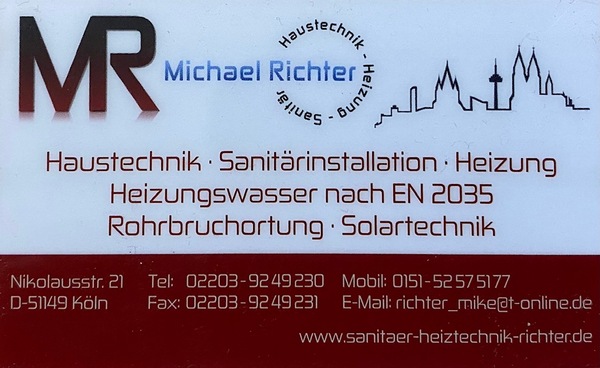 MR
Michael Richter
Haustechnik - Heizung - Sanitär
Haustechnik · Sanitärinstallation · Heizung
Heizungswasser nach EN 2035
Rohrbruchortung · Solartechnik
Nikolausstr. 21 Tel: 02203-9249230 Mobil: 0151-52575177
D-51149 Köln Fax: 02203-9249231 E-Mail: richter_mike@t-online.de
www.sanitaer-heiztechnik-richter.de